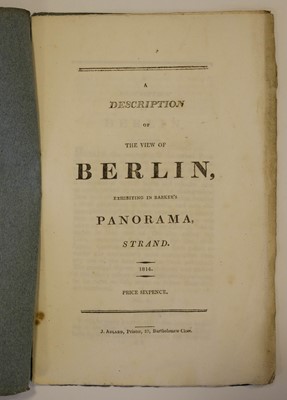 A
DESCRIPTION
OF
THE VIEW OF
BERLIN,
EXHIBITING IN BARKER'S
PANORAMA,
STRAND.
1814.
PRICE SIXPENCE.
J. ADLARD, Printer, 23, Bartholomew Close.